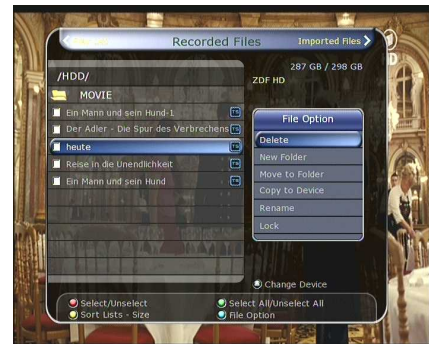 Recorded Files
Imported Files
/HDD/
287 GB / 298 GB
ZDF HD
MOVIE
Ein Mann und sein Hund-1
Der Adler - Die Spur des Verbrechens
heute
Reise in die Unendlichkeit
Ein Mann und sein Hund
File Option
Delete
New Folder
Move to Folder
Copy to Device
Rename
Lock
Change Device
Select/Unselect
Select All/Unselect All
Sort Lists - Size
File Option